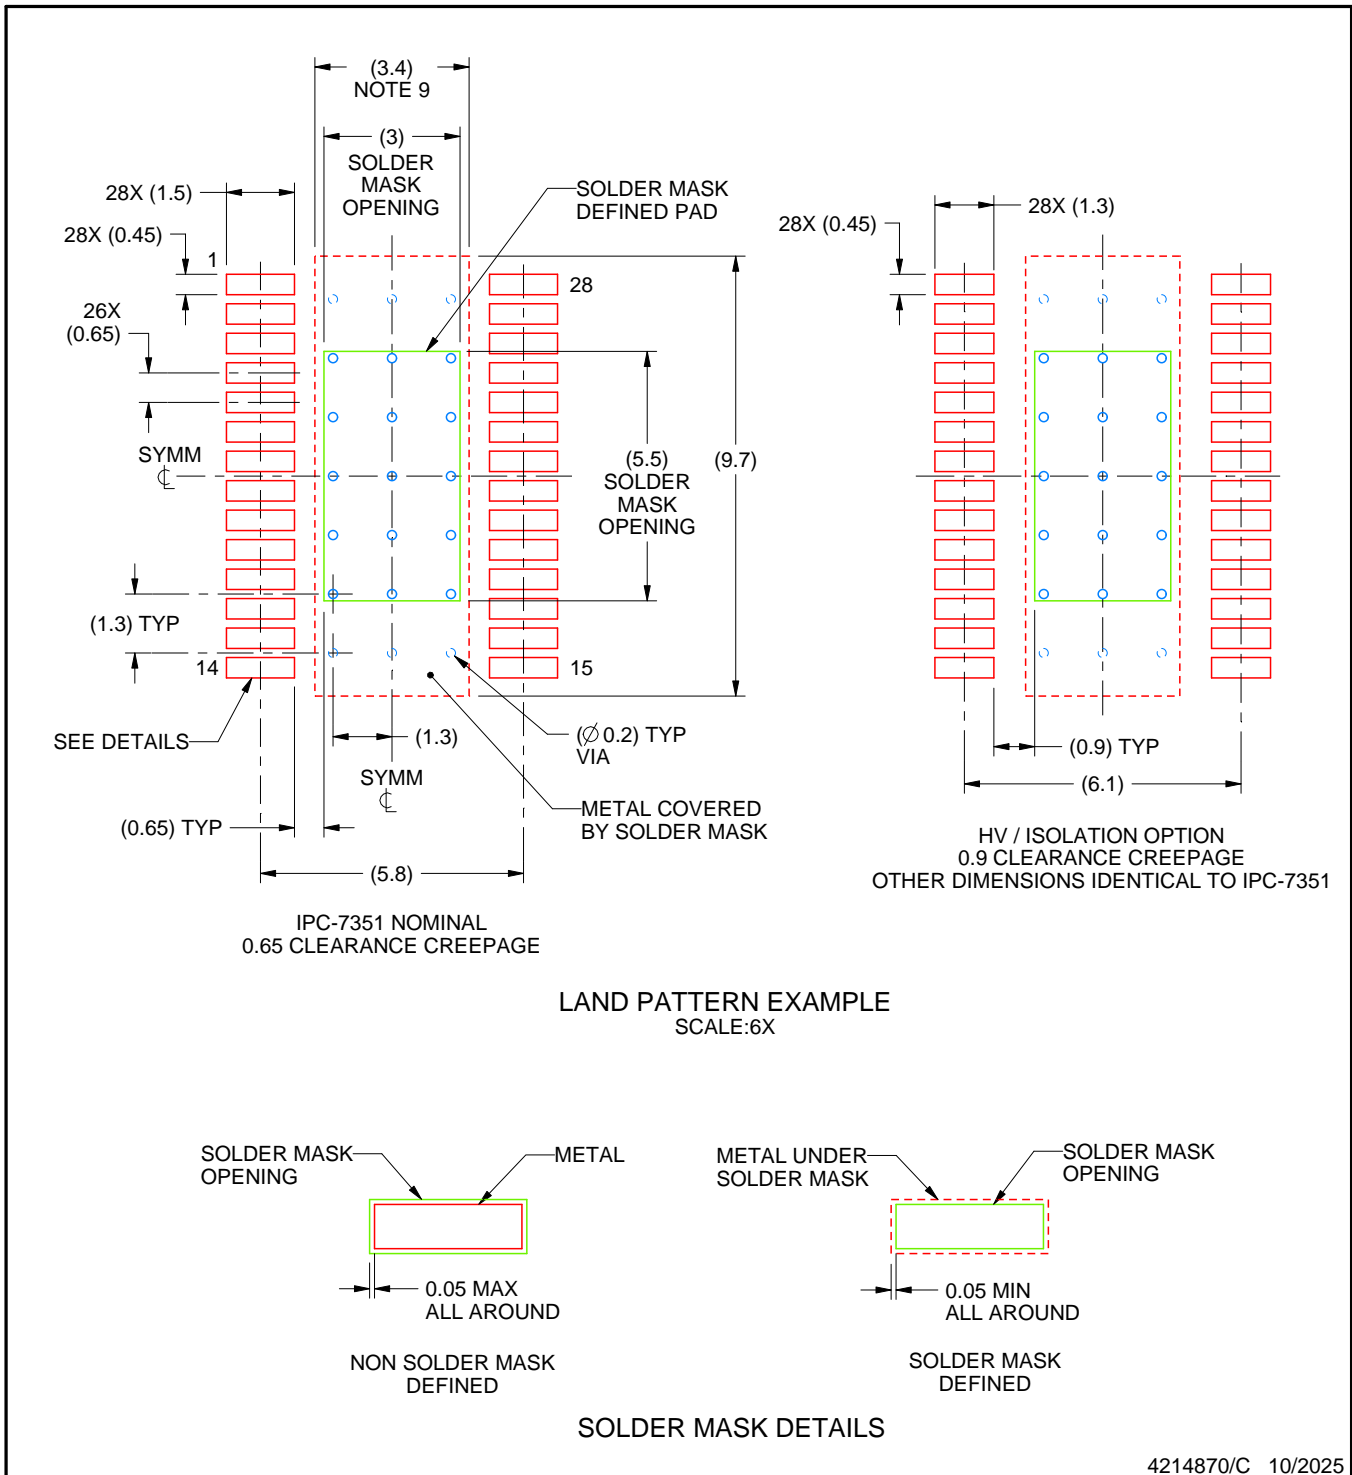 (3.4)
NOTE 9
(3)
SOLDER
MASK
OPENING
28X (1.5)
28X (0.45)
1
26X
(0.65)
SYMM
℄
(1.3) TYP
14
SEE DETAILS
(0.65) TYP
SOLDER MASK
DEFINED PAD
28
(5.5)
SOLDER
MASK
OPENING
(9.7)
15
(1.3)
SYMM
℄
(∅ 0.2) TYP
VIA
METAL COVERED
BY SOLDER MASK
(5.8)
IPC-7351 NOMINAL
0.65 CLEARANCE CREEPAGE
28X (1.3)
28X (0.45)
(0.9) TYP
(6.1)
HV / ISOLATION OPTION
0.9 CLEARANCE CREEPAGE
OTHER DIMENSIONS IDENTICAL TO IPC-7351
LAND PATTERN EXAMPLE
SCALE:6X
SOLDER MASK
OPENING
METAL
0.05 MAX
ALL AROUND
NON SOLDER MASK
DEFINED
METAL UNDER
SOLDER MASK
SOLDER MASK
OPENING
0.05 MIN
ALL AROUND
SOLDER MASK
DEFINED
SOLDER MASK DETAILS
4214870/C 10/2025